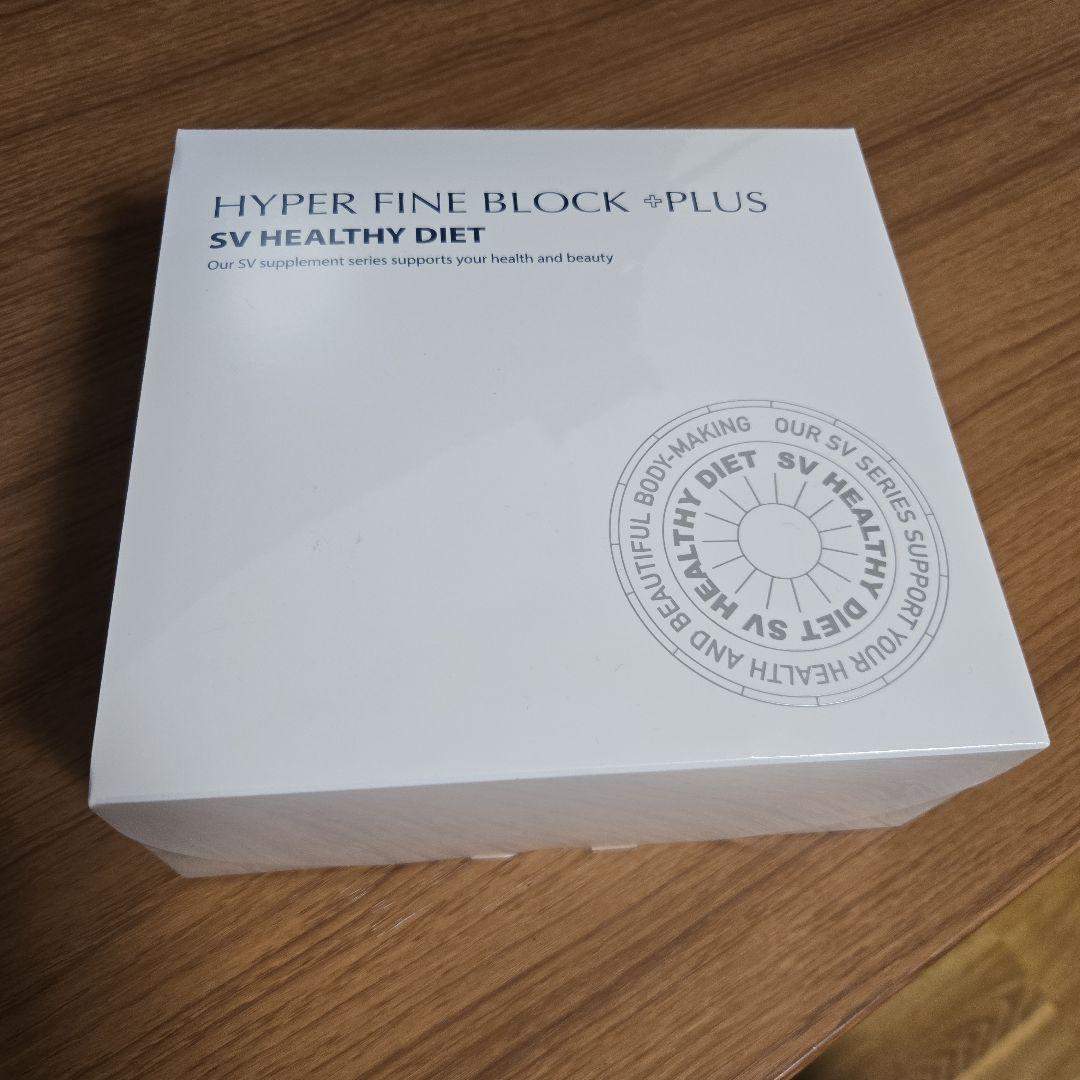 HYPER FINE BLOCK +PLUS
SV HEALTHY DIET
Our SV supplement series supports your health and beauty
OUR SV SERIES SUPPORT YOUR HEALTH AND BEAUTIFUL BODY-MAKING
SV HEALTHY DIET SV HEALTHY DIET